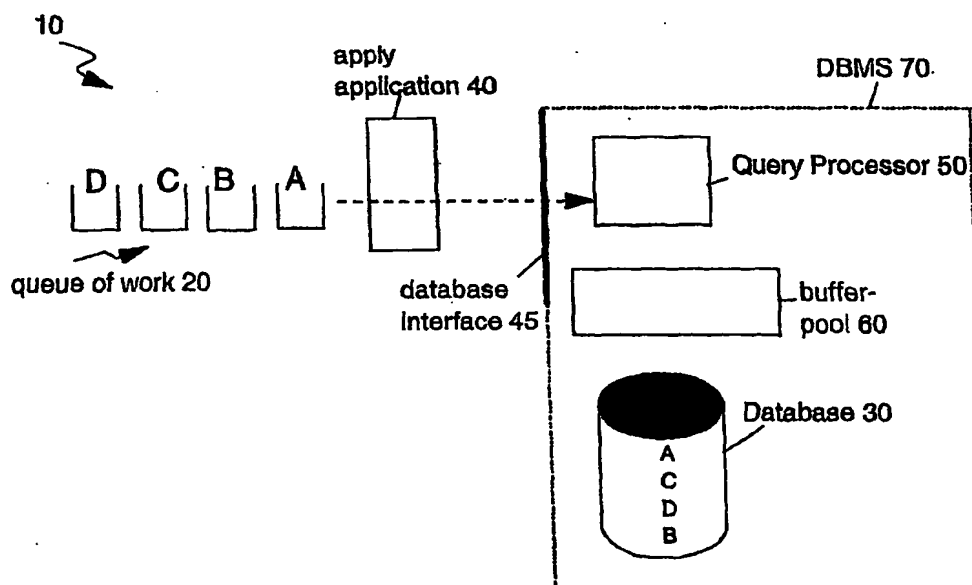 10
apply
application 40
DBMS 70
D C B A
Query Processor 50
queue of work 20
database
interface 45
buffer-
pool 60
Database 30
A
C
D
B